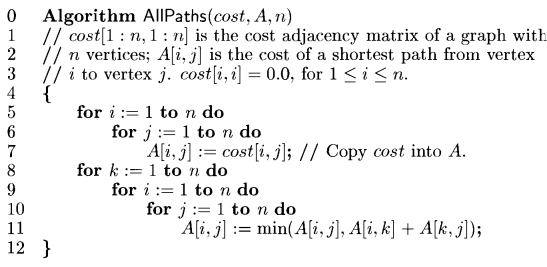 0 Algorithm AllPaths(cost, A, n)
1 // cost[1 : n, 1 : n] is the cost adjacency matrix of a graph with
2 // n vertices; A[i, j] is the cost of a shortest path from vertex
3 // i to vertex j. cost[i, i] = 0.0, for 1 ≤ i ≤ n.
4 {
5 for i := 1 to n do
6 for j := 1 to n do
7 A[i, j] := cost[i, j]; // Copy cost into A.
8 for k := 1 to n do
9 for i := 1 to n do
10 for j := 1 to n do
11 A[i, j] := min(A[i, j], A[i, k] + A[k, j]);
12 }